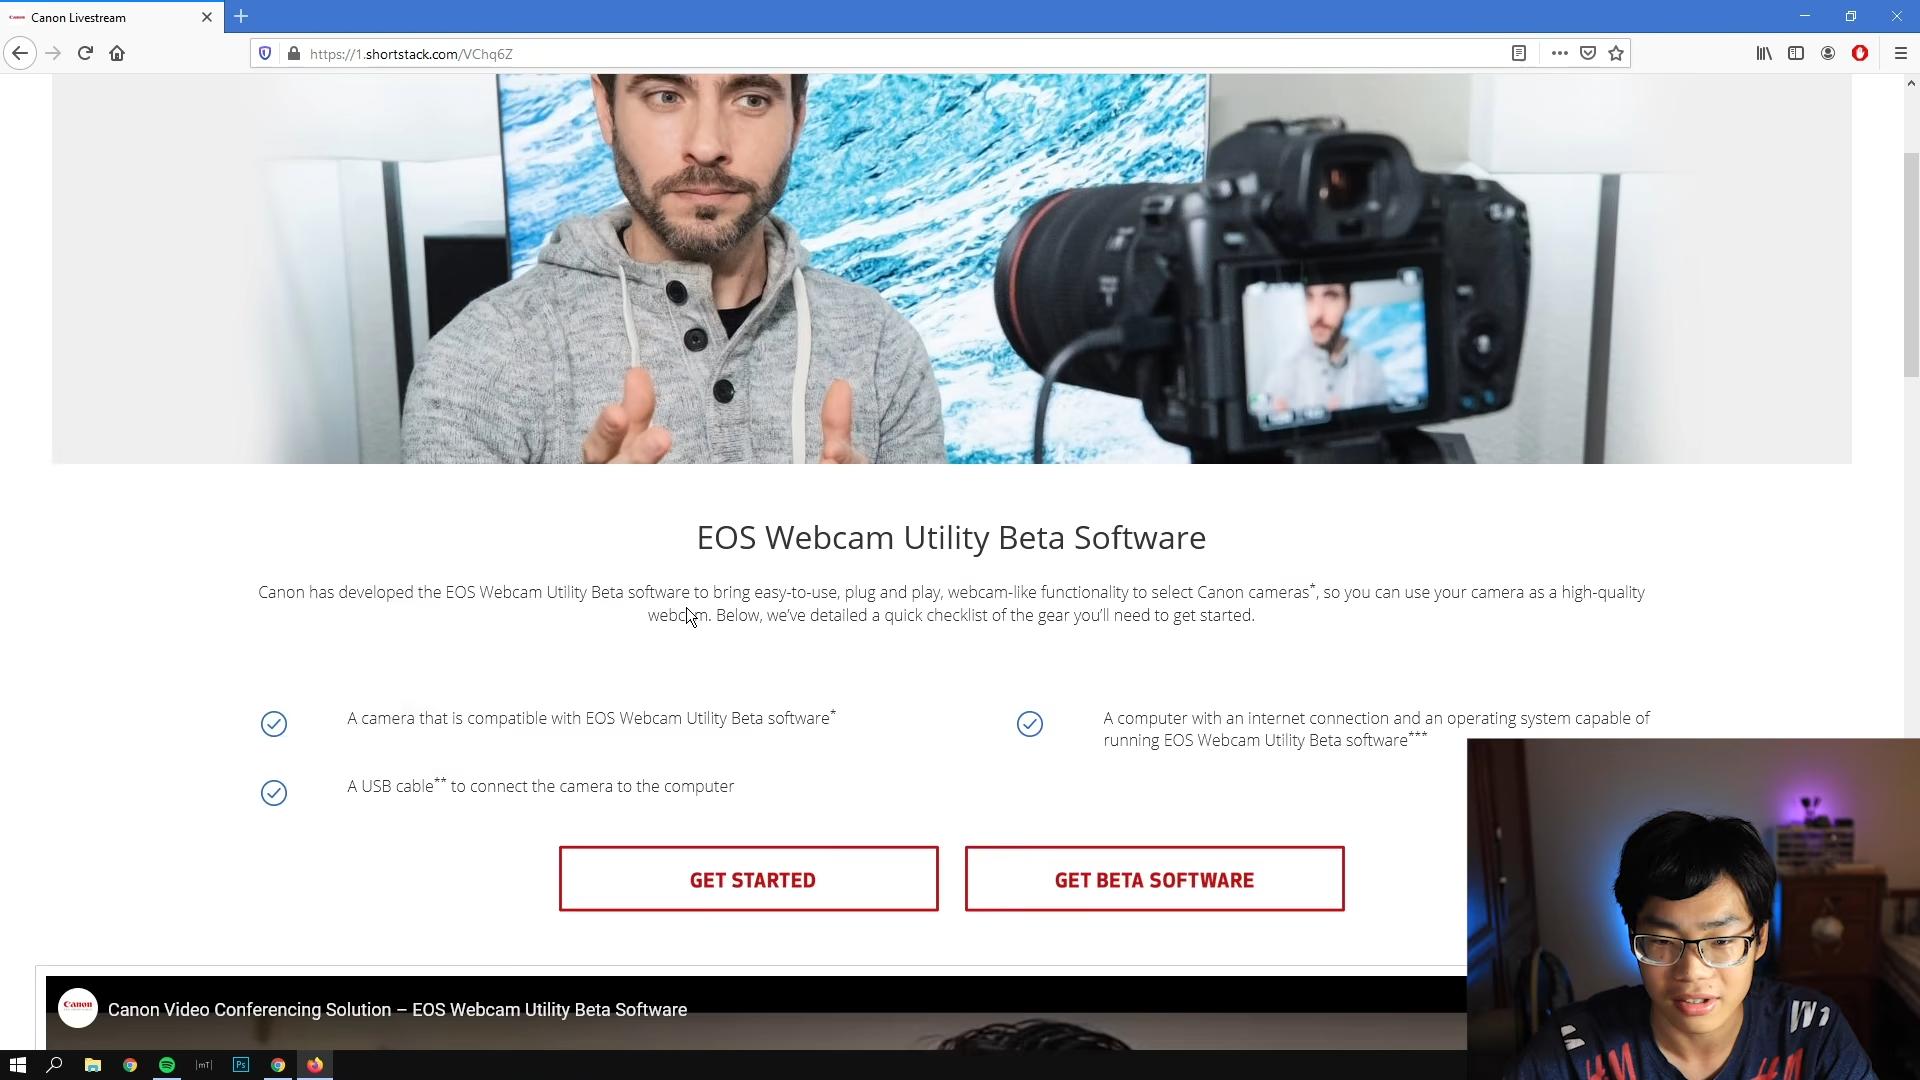 Canon Livestream
https://1.shortstack.com/VChq6Z
EOS Webcam Utility Beta Software
Canon has developed the EOS Webcam Utility Beta software to bring easy-to-use, plug and play, webcam-like functionality to select Canon cameras*, so you can use your camera as a high-quality
webcam. Below, we've detailed a quick checklist of the gear you'll need to get started.
A camera that is compatible with EOS Webcam Utility Beta software*
A computer with an internet connection and an operating system capable of
running EOS Webcam Utility Beta software***
A USB cable** to connect the camera to the computer
GET STARTED
GET BETA SOFTWARE
Canon
Canon Video Conferencing Solution – EOS Webcam Utility Beta Software
|mT|
Ps